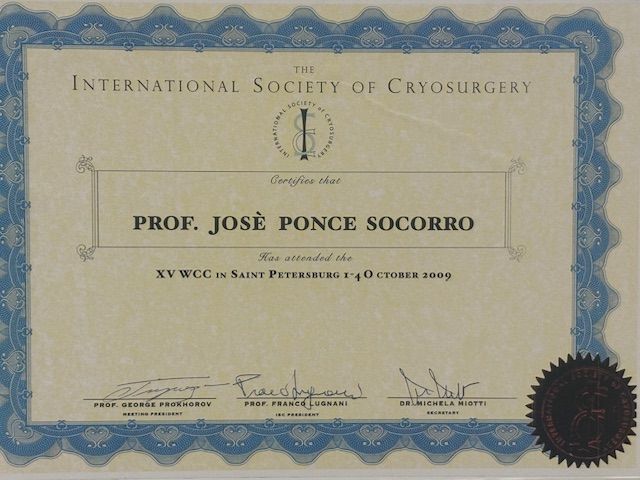 THE
INTERNATIONAL SOCIETY OF CRYOSURGERY
INTERNATIONAL SOCIETY of CRYOSURGERY
Certifies that
PROF. JOSÈ PONCE SOCORRO
Has attended the
XV WCC IN SAINT PETERSBURG 1-4 OCTOBER 2009
PROF. GEORGE PROKHOROV
MEETING PRESIDENT
PROF. FRANCO LUGNANI
ISC PRESIDENT
DR. MICHELA MIOTTI
SECRETARY